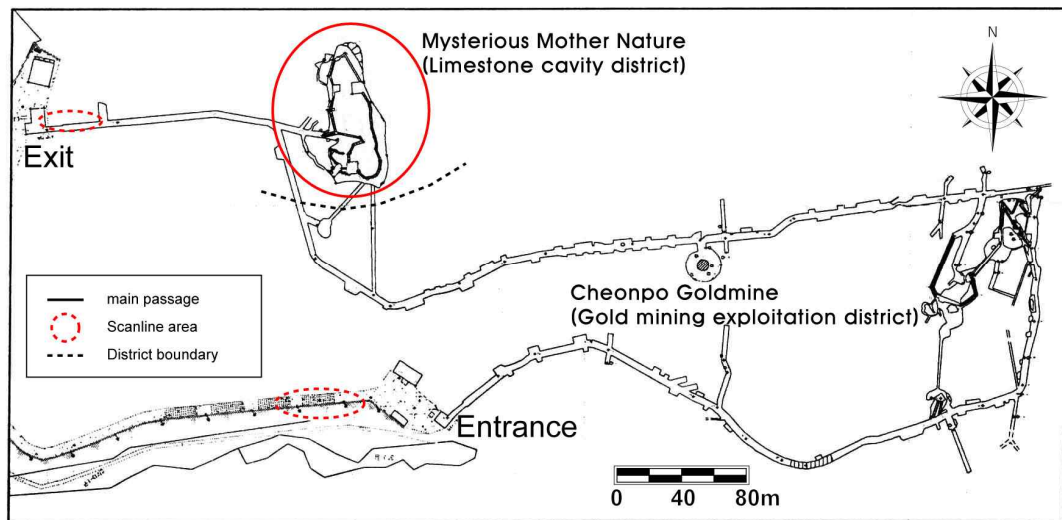 Mysterious Mother Nature
(Limestone cavity district)
N
Exit
Cheonpo Goldmine
(Gold mining exploitation district)
main passage
Scanline area
District boundary
Entrance
0 40 80m